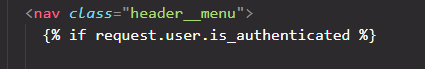 <nav class="header__menu">
{% if request.user.is_authenticated %}